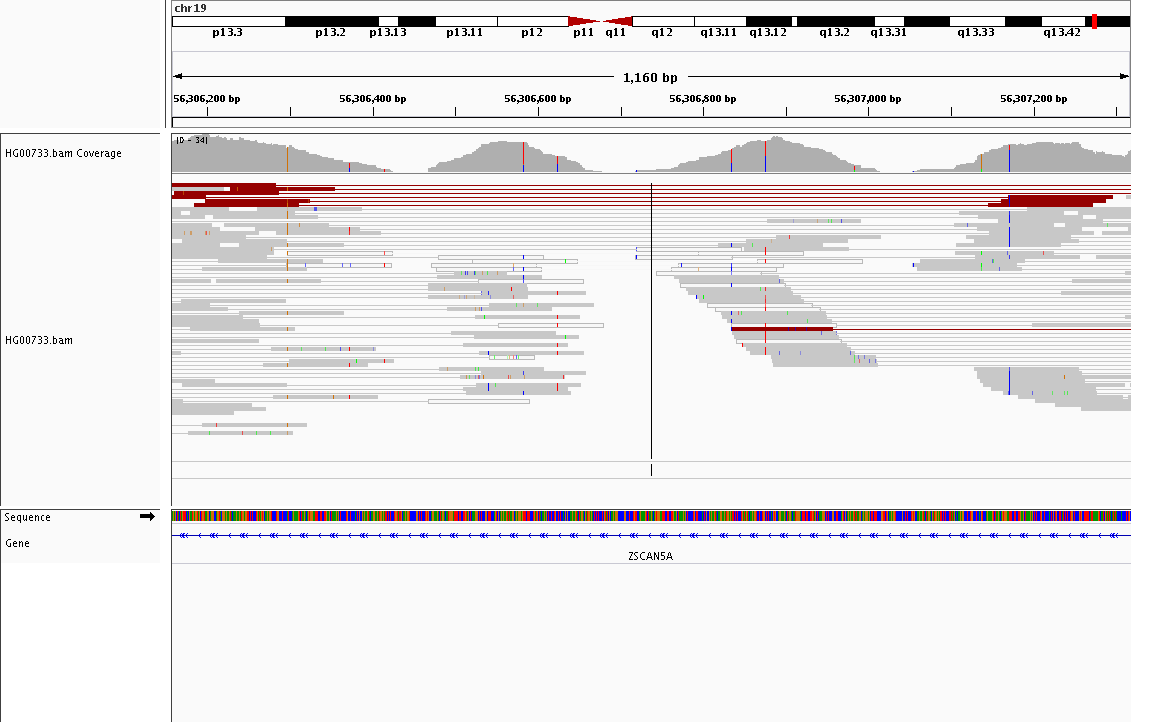 chr19
p13.3 p13.2 p13.13 p13.11 p12 p11 q11 q12 q13.11 q13.12 q13.2 q13.31 q13.33 q13.42
1,160 bp
56,306,200 bp 56,306,400 bp 56,306,600 bp 56,306,800 bp 56,307,000 bp 56,307,200 bp
[0 - 34]
HG00733.bam Coverage
HG00733.bam
Sequence
Gene
ZSCAN5A